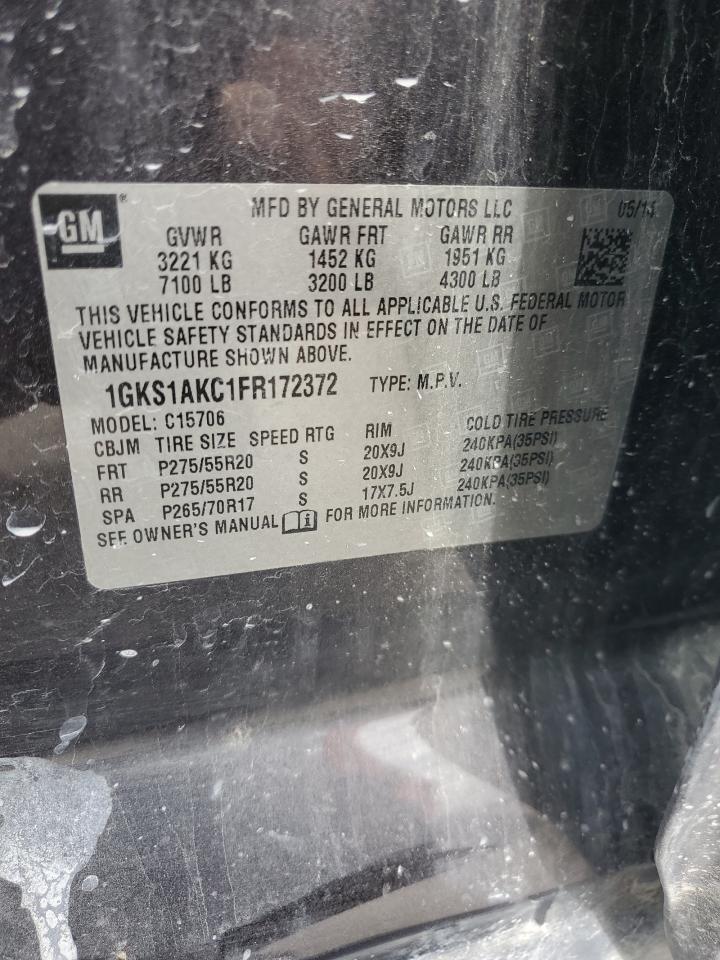 GM®
MFD BY GENERAL MOTORS LLC 05/14
GVWR GAWR FRT GAWR RR
3221 KG 1452 KG 1951 KG
7100 LB 3200 LB 4300 LB
THIS VEHICLE CONFORMS TO ALL APPLICABLE U.S. FEDERAL MOTOR
VEHICLE SAFETY STANDARDS IN EFFECT ON THE DATE OF
MANUFACTURE SHOWN ABOVE.
1GKS1AKC1FR172372 TYPE: M.P.V.
MODEL: C15706
CBJM TIRE SIZE SPEED RTG RIM COLD TIRE PRESSURE
FRT P275/55R20 S 20X9J 240KPA(35PSI)
RR P275/55R20 S 20X9J 240KPA(35PSI)
SPA P265/70R17 S 17X7.5J 240KPA(35PSI)
SEE OWNER'S MANUAL FOR MORE INFORMATION.